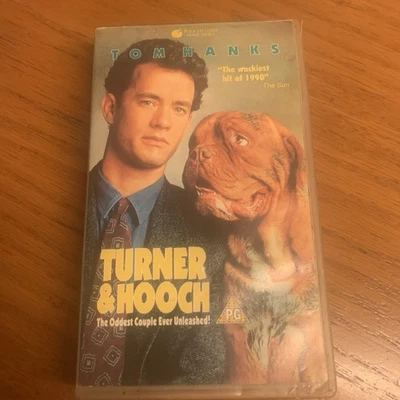 TOM HANKS
"The wackiest
hit of 1990"
The Sun
TURNER
& HOOCH
The Oddest Couple Ever Unleashed!
PG